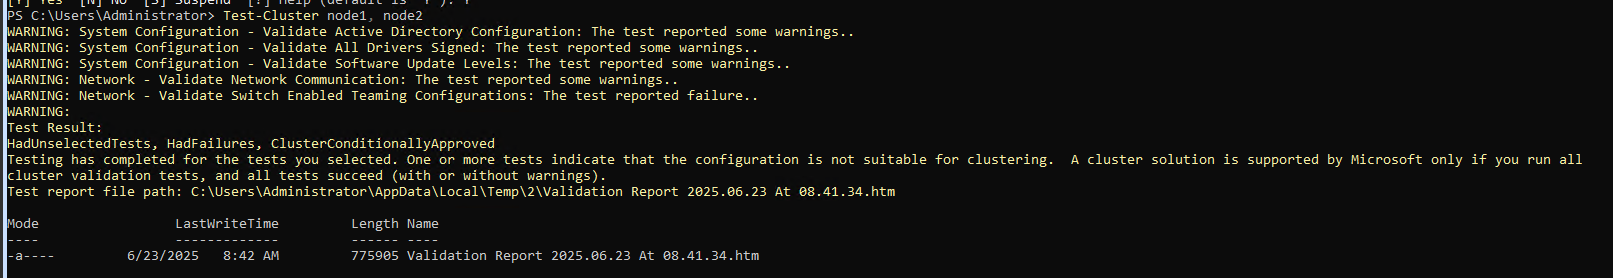 [Y] Yes  [N] No  [S] Suspend  [?] Help (default is "Y"): Y
PS C:\Users\Administrator> Test-Cluster node1, node2
WARNING: System Configuration - Validate Active Directory Configuration: The test reported some warnings..
WARNING: System Configuration - Validate All Drivers Signed: The test reported some warnings..
WARNING: System Configuration - Validate Software Update Levels: The test reported some warnings..
WARNING: Network - Validate Network Communication: The test reported some warnings..
WARNING: Network - Validate Switch Enabled Teaming Configurations: The test reported failure..
WARNING:
Test Result:
HadUnselectedTests, HadFailures, ClusterConditionallyApproved
Testing has completed for the tests you selected. One or more tests indicate that the configuration is not suitable for clustering.  A cluster solution is supported by Microsoft only if you run all
cluster validation tests, and all tests succeed (with or without warnings).
Test report file path: C:\Users\Administrator\AppData\Local\Temp\2\Validation Report 2025.06.23 At 08.41.34.htm
Mode                 LastWriteTime         Length Name
----                 -------------         ------ ----
-a----         6/23/2025   8:42 AM         775905 Validation Report 2025.06.23 At 08.41.34.htm